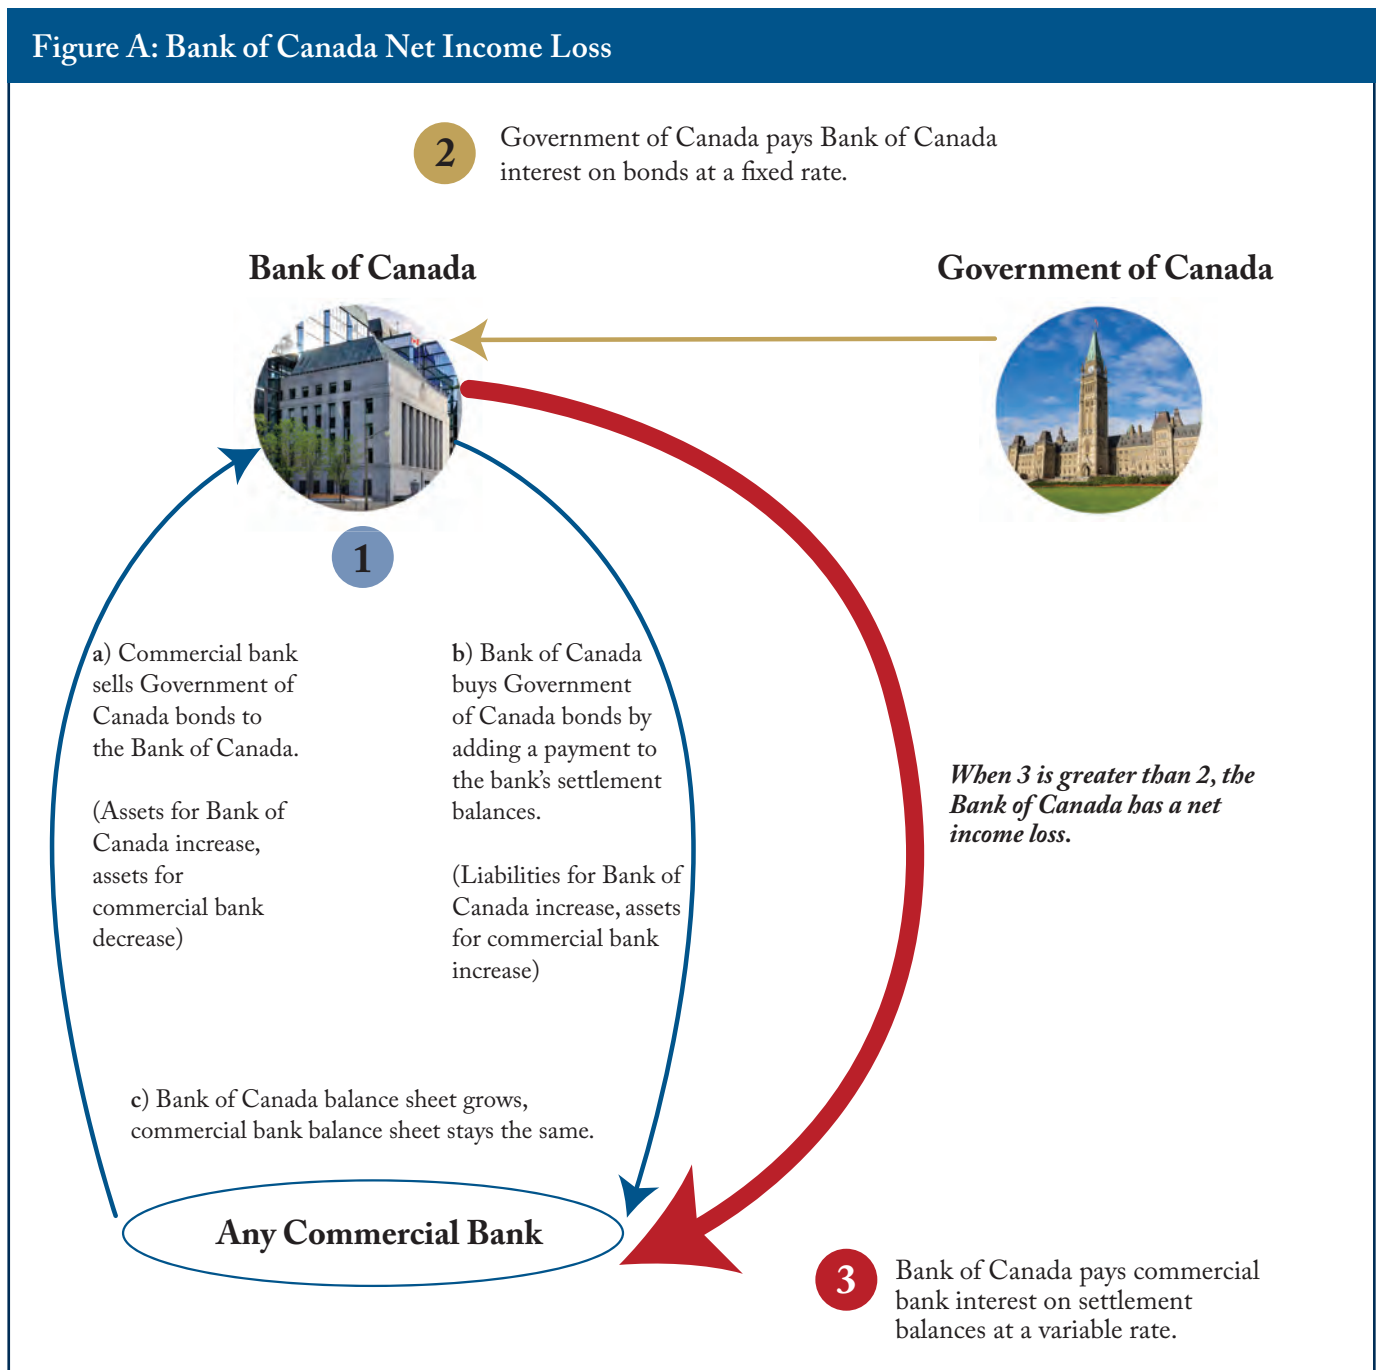 Figure A: Bank of Canada Net Income Loss
2
Government of Canada pays Bank of Canada
interest on bonds at a fixed rate.
Bank of Canada
Government of Canada
1
a) Commercial bank
sells Government of
Canada bonds to
the Bank of Canada.
(Assets for Bank of
Canada increase,
assets for
commercial bank
decrease)
b) Bank of Canada
buys Government
of Canada bonds by
adding a payment to
the bank's settlement
balances.
(Liabilities for Bank of
Canada increase, assets
for commercial bank
increase)
When 3 is greater than 2, the
Bank of Canada has a net
income loss.
c) Bank of Canada balance sheet grows,
commercial bank balance sheet stays the same.
Any Commercial Bank
3
Bank of Canada pays commercial
bank interest on settlement
balances at a variable rate.